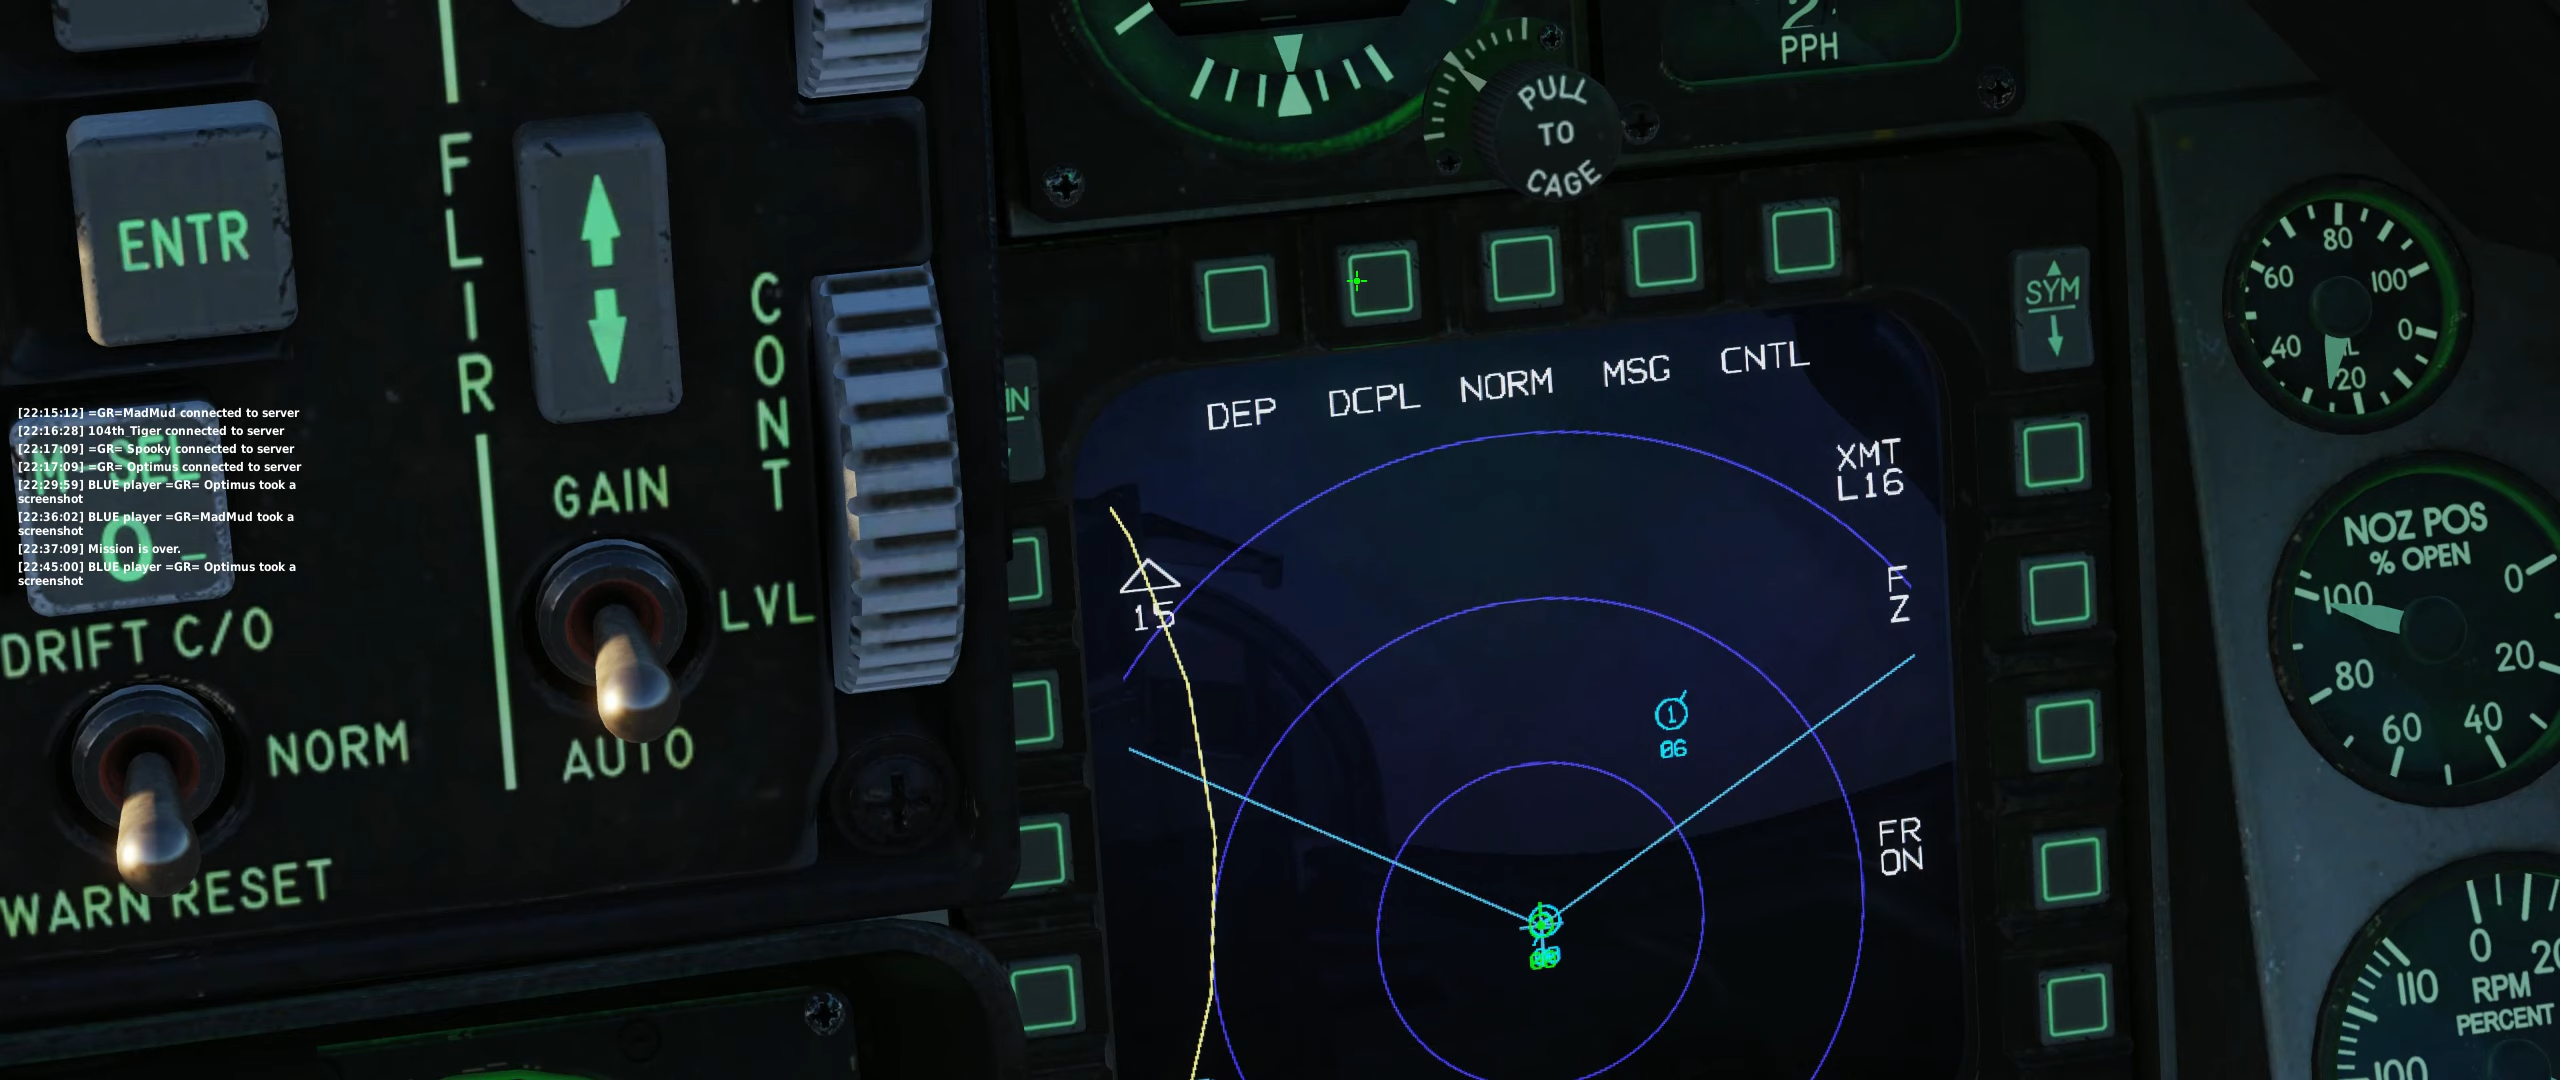 PPH
PULL
TO
CAGE
ENTR
FLIR
CONT
GAIN
LVL
AUTO
[22:15:12] =GR=MadMud connected to server
[22:16:28] 104th Tiger connected to server
[22:17:09] =GR= Spooky connected to server
[22:17:09] =GR= Optimus connected to server
[22:29:59] BLUE player =GR= Optimus took a
screenshot
[22:36:02] BLUE player =GR=MadMud took a
screenshot
[22:37:09] Mission is over.
[22:45:00] BLUE player =GR= Optimus took a
screenshot
M SEL
0 -
DRIFT C/O
NORM
WARN RESET
DEP DCPL NORM MSG CNTL
XMT
L16
F
Z
FR
ON
15
1
06
SYM
80
60 100
40 0
20
NOZ POS
% OPEN
100 0
80 20
60 40
0
110
RPM
PERCENT
100